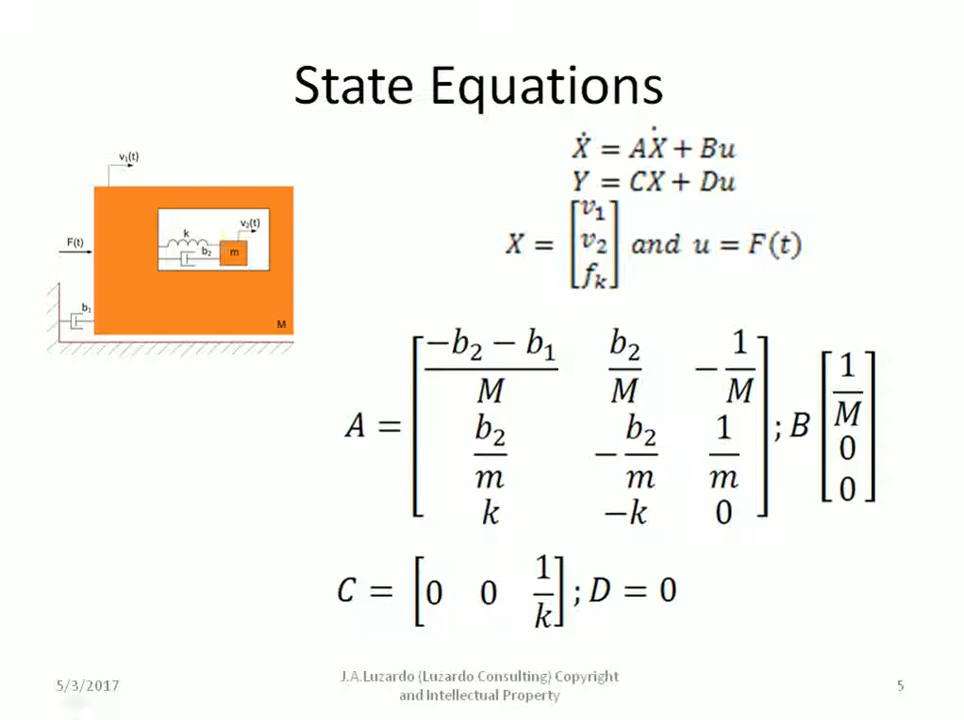 State Equations
Ẋ = AẊ + Bu
Y = CX + Du
X = [v₁ v₂ fₖ] and u = F(t)
v₁(t)
v₂(t)
k
F(t)
b₂
m
b₁
M
A = [(-b₂ - b₁)/M b₂/M -1/M
b₂/m -b₂/m 1/m
k -k 0] ; B [1/M 0 0]
C = [0 0 1/k] ; D = 0
5/3/2017
J.A.Luzardo (Luzardo Consulting) Copyright
and Intellectual Property
5